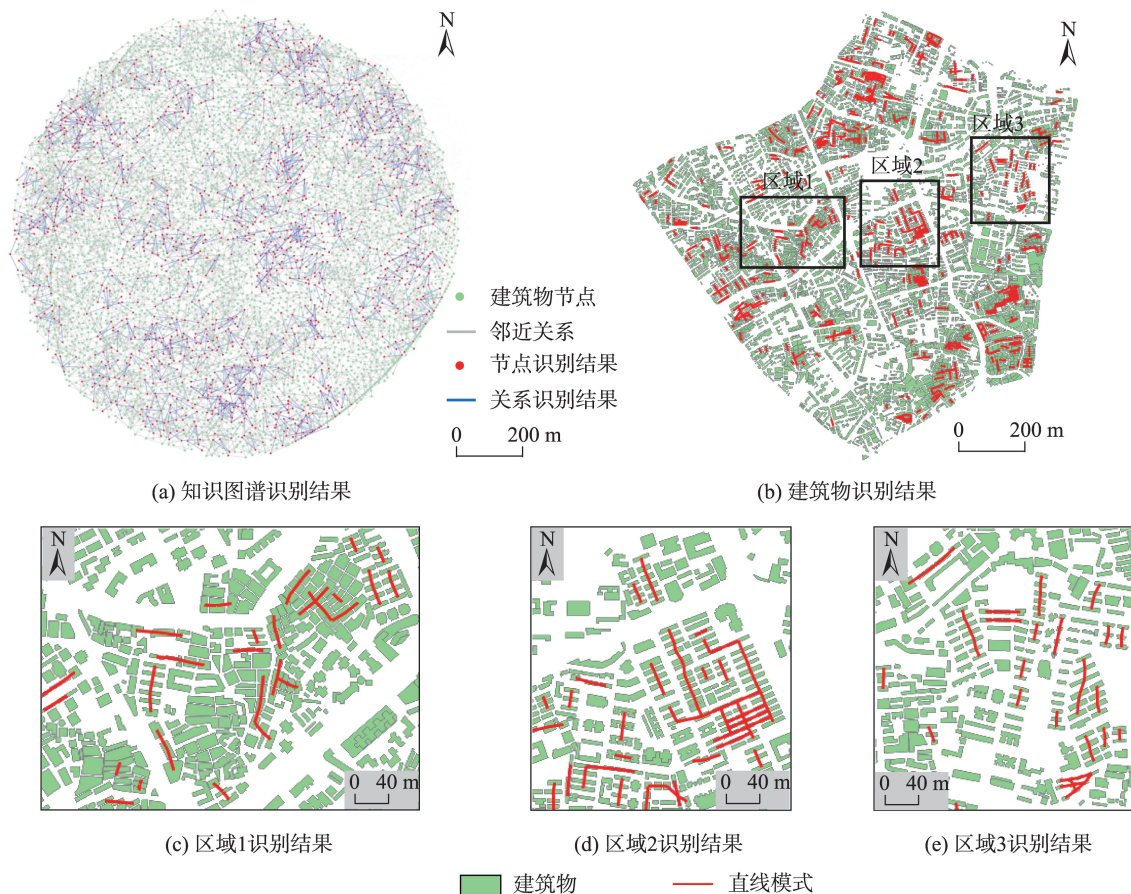 N
建筑物节点
邻近关系
节点识别结果
关系识别结果
0 200 m
(a) 知识图谱识别结果
N
区域3
区域2
区域1
0 200 m
(b) 建筑物识别结果
N
0 40 m
(c) 区域1识别结果
N
0 40 m
(d) 区域2识别结果
N
0 40 m
(e) 区域3识别结果
建筑物
直线模式